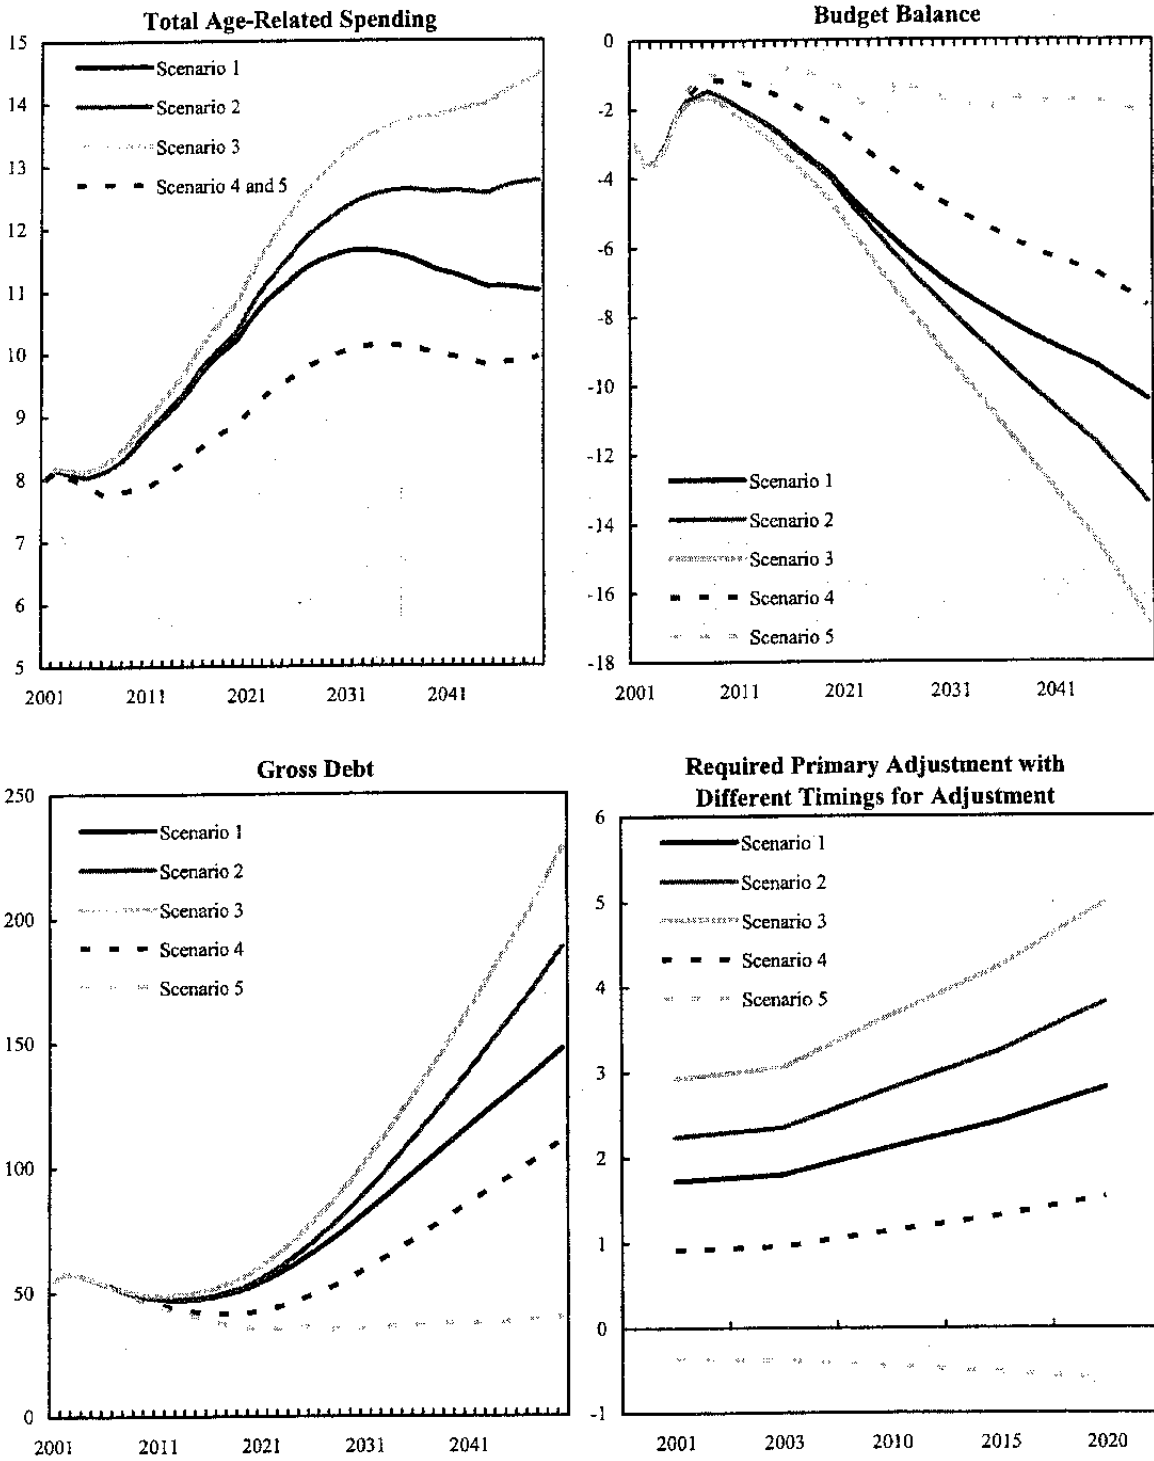 Total Age-Related Spending
15
14
13
12
11
10
9
8
7
6
5
Scenario 1
Scenario 2
Scenario 3
Scenario 4 and 5
2001 2011 2021 2031 2041
Budget Balance
0
-2
-4
-6
-8
-10
-12
-14
-16
-18
Scenario 1
Scenario 2
Scenario 3
Scenario 4
Scenario 5
2001 2011 2021 2031 2041
Gross Debt
250
200
150
100
50
0
Scenario 1
Scenario 2
Scenario 3
Scenario 4
Scenario 5
2001 2011 2021 2031 2041
Required Primary Adjustment with
Different Timings for Adjustment
6
5
4
3
2
1
0
-1
Scenario 1
Scenario 2
Scenario 3
Scenario 4
Scenario 5
2001 2003 2010 2015 2020